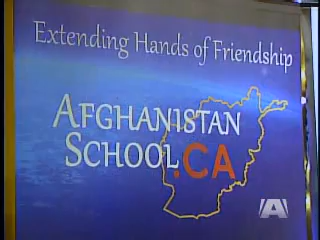 Extending Hands of Friendship
AFGHANISTAN
SCHOOL.CA
A